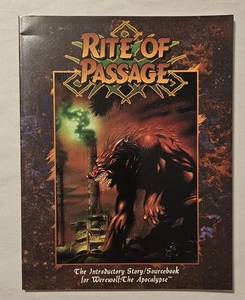 RITE OF
PASSAGE
The Introductory Story/Sourcebook
for Werewolf:The Apocalypse™